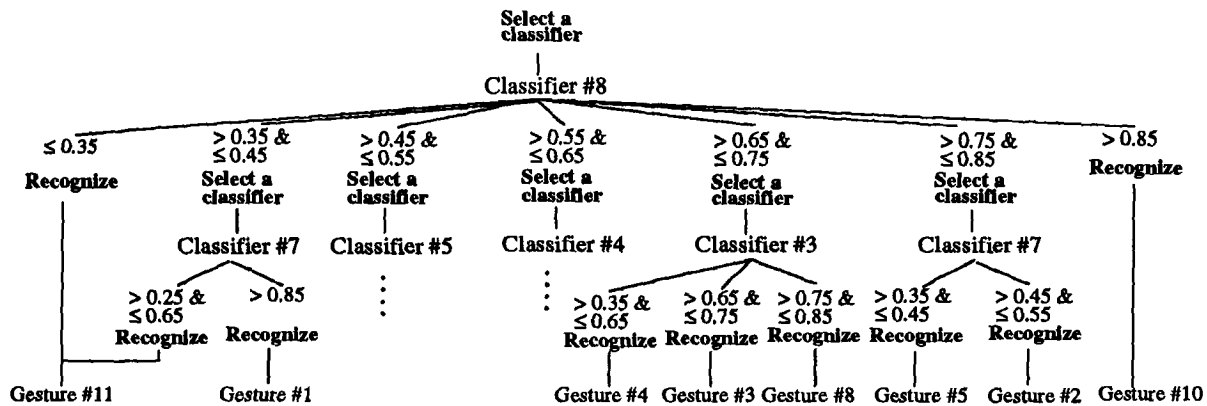 Select a
classifier
Classifier #8
≤ 0.35
> 0.35 &
≤ 0.45
> 0.45 &
≤ 0.55
> 0.55 &
≤ 0.65
> 0.65 &
≤ 0.75
> 0.75 &
≤ 0.85
> 0.85
Recognize
Select a
classifier
Select a
classifier
Select a
classifier
Select a
classifier
Select a
classifier
Recognize
Classifier #7
Classifier #5
Classifier #4
Classifier #3
Classifier #7
> 0.25 &
≤ 0.65
Recognize
> 0.85
Recognize
> 0.35 &
≤ 0.65
Recognize
> 0.65 &
≤ 0.75
Recognize
> 0.75 &
≤ 0.85
Recognize
> 0.35 &
≤ 0.45
Recognize
> 0.45 &
≤ 0.55
Recognize
Gesture #11
Gesture #1
Gesture #4
Gesture #3
Gesture #8
Gesture #5
Gesture #2
Gesture #10